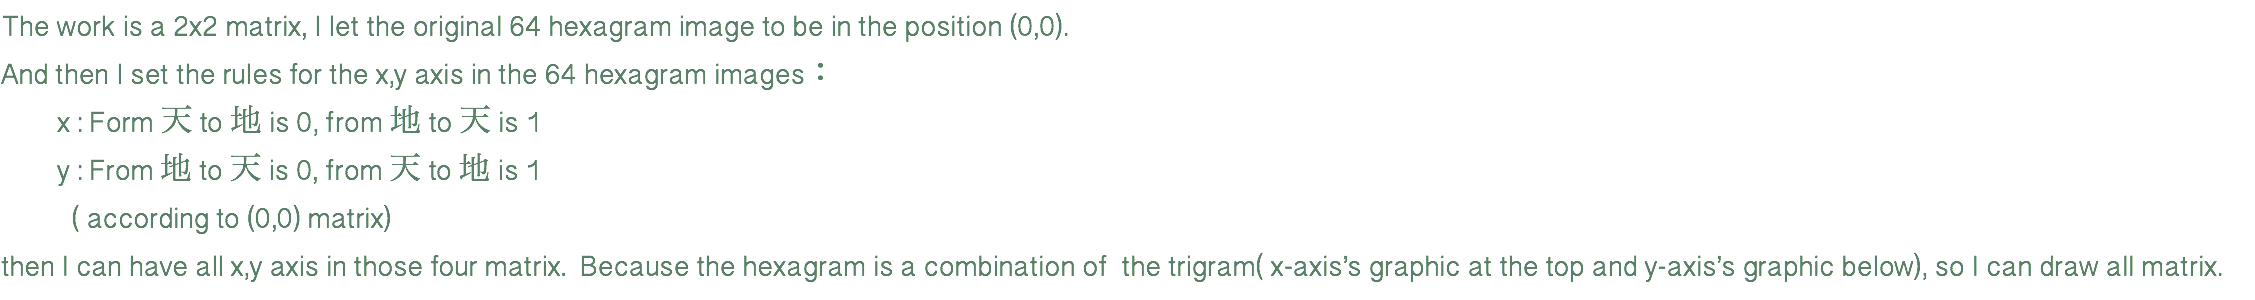 The work is a 2x2 matrix, I let the original 64 hexagram image to be in the position (0,0).
And then I set the rules for the x,y axis in the 64 hexagram images：
x : Form 天 to 地 is 0, from 地 to 天 is 1
y : From 地 to 天 is 0, from 天 to 地 is 1
( according to (0,0) matrix)
then I can have all x,y axis in those four matrix.  Because the hexagram is a combination of  the trigram( x-axis's graphic at the top and y-axis's graphic below), so I can draw all matrix.